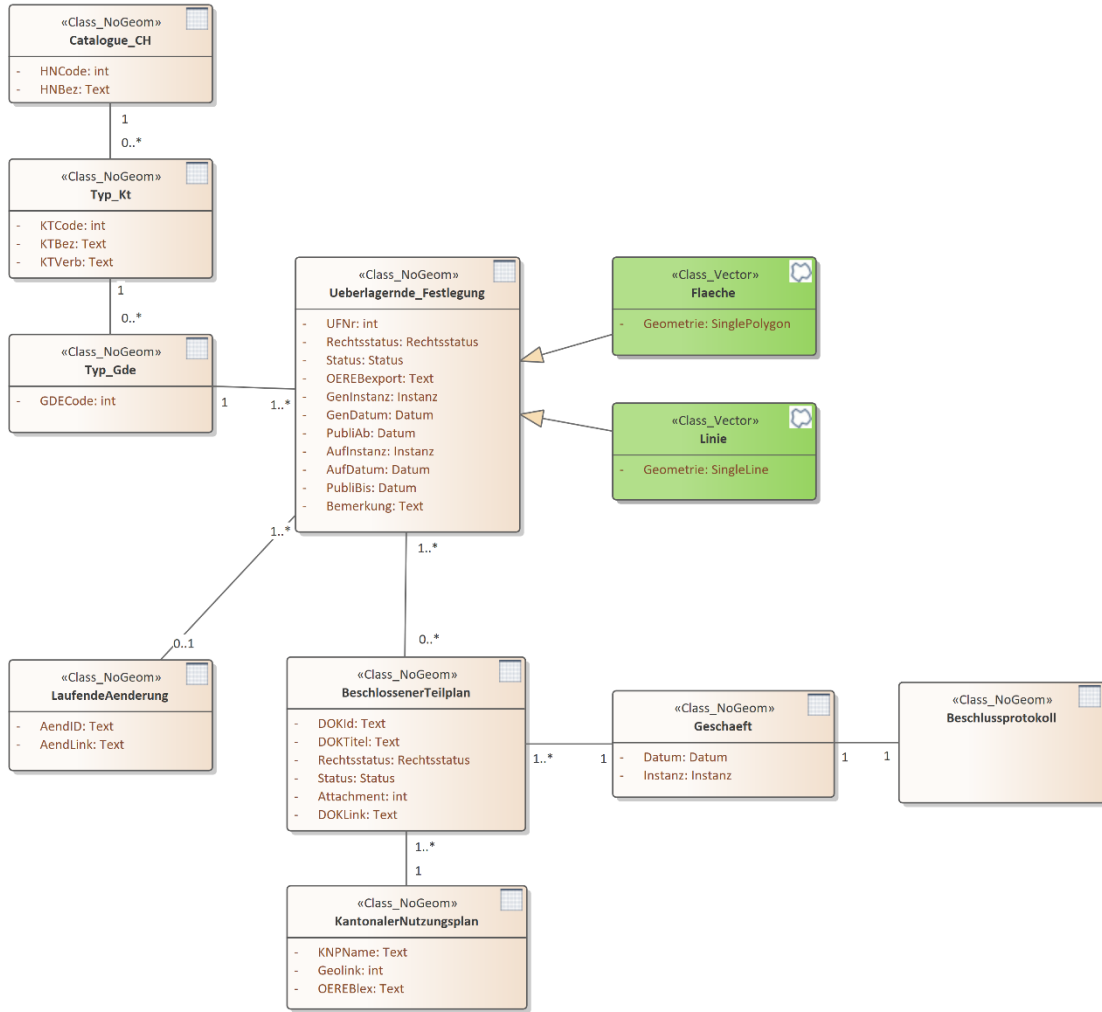 «Class_NoGeom»
Catalogue_CH
- HNCode: int
- HNBez: Text
1
0..*
«Class_NoGeom»
Typ_Kt
- KTCode: int
- KTBez: Text
- KTVerb: Text
1
0..*
«Class_NoGeom»
Typ_Gde
- GDECode: int
1
1..*
«Class_NoGeom»
Ueberlagernde_Festlegung
- UFNr: int
- Rechtsstatus: Rechtsstatus
- Status: Status
- OEREBexport: Text
- GenInstanz: Instanz
- GenDatum: Datum
- PubliAb: Datum
- AufInstanz: Instanz
- AufDatum: Datum
- PubliBis: Datum
- Bemerkung: Text
«Class_Vector»
Flaeche
- Geometrie: SinglePolygon
«Class_Vector»
Linie
- Geometrie: SingleLine
1..*
0..1
«Class_NoGeom»
LaufendeAenderung
- AendID: Text
- AendLink: Text
1..*
0..*
«Class_NoGeom»
BeschlossenerTeilplan
- DOKId: Text
- DOKTitel: Text
- Rechtsstatus: Rechtsstatus
- Status: Status
- Attachment: int
- DOKLink: Text
1..*
1
«Class_NoGeom»
Geschaeft
- Datum: Datum
- Instanz: Instanz
1
1
«Class_NoGeom»
Beschlussprotokoll
1..*
1
«Class_NoGeom»
KantonalerNutzungsplan
- KNPName: Text
- Geolink: int
- OEREBlex: Text